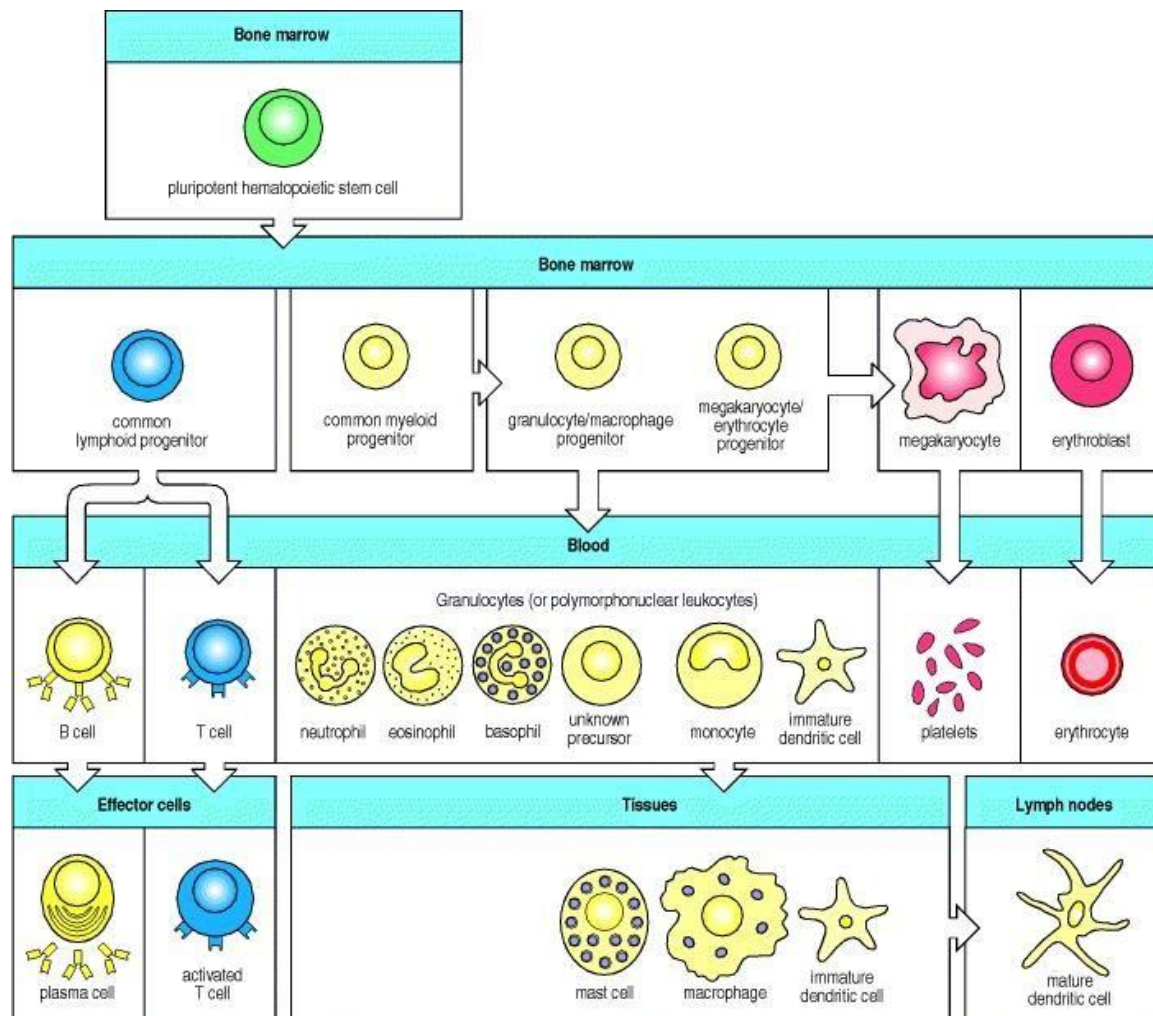 Bone marrow
pluripotent hematopoietic stem cell
Bone marrow
common
lymphoid progenitor
common myeloid
progenitor
granulocyte/macrophage
progenitor
megakaryocyte/
erythrocyte
progenitor
megakaryocyte
erythroblast
Blood
Granulocytes (or polymorphonuclear leukocytes)
B cell
T cell
neutrophil
eosinophil
basophil
unknown
precursor
monocyte
immature
dendritic cell
platelets
erythrocyte
Effector cells
Tissues
Lymph nodes
plasma cell
activated
T cell
mast cell
macrophage
immature
dendritic cell
mature
dendritic cell